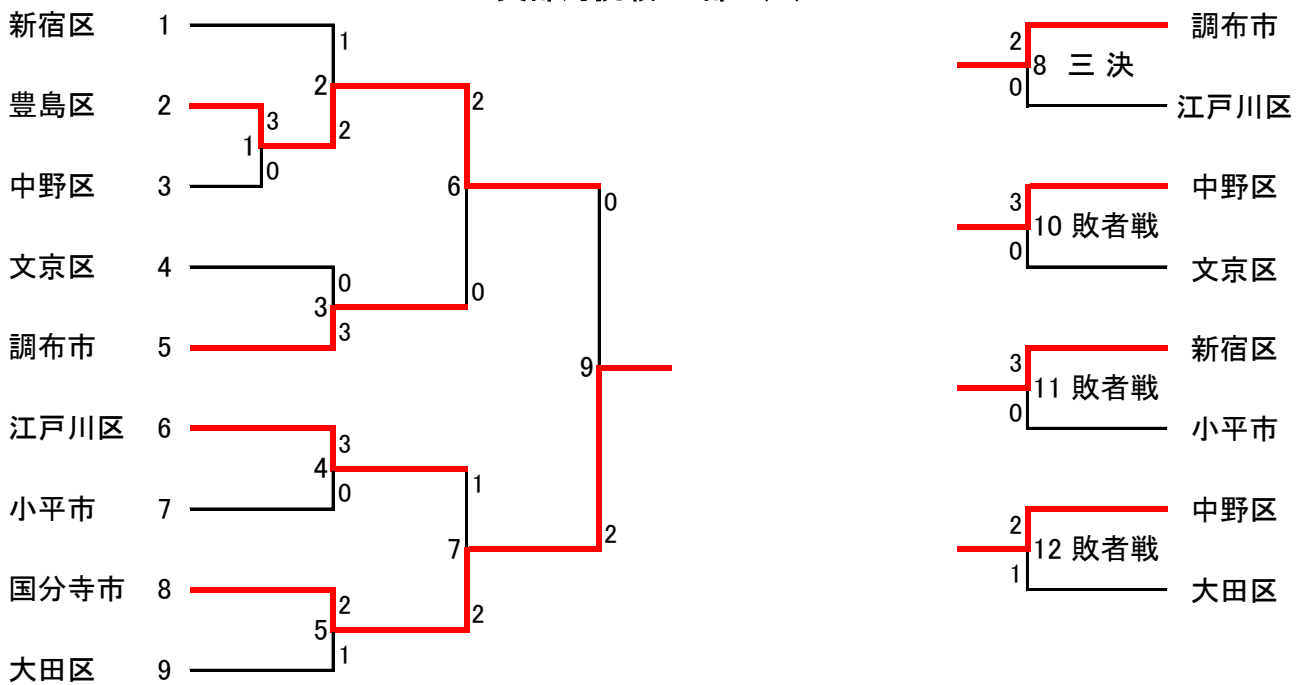 新宿区 1
豊島区 2
中野区 3
文京区 4
調布市 5
江戸川区 6
小平市 7
国分寺市 8
大田区 9
1
2
2
3
1
0
0
3
3
3
4
0
2
5
1
2
6
0
1
7
2
0
9
2
調布市
2
8 三 決
0
江戸川区
中野区
3
10 敗者戦
0
文京区
新宿区
3
11 敗者戦
0
小平市
中野区
2
12 敗者戦
1
大田区